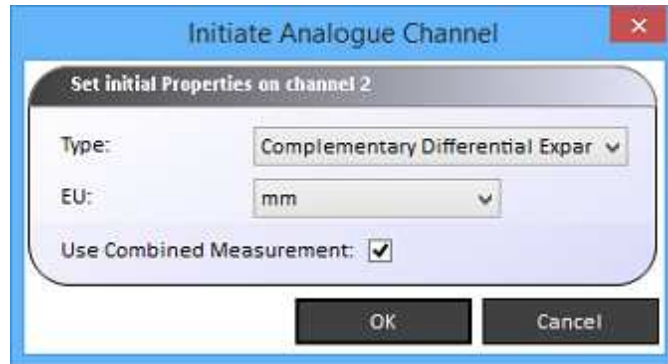 Initiate Analogue Channel
Set initial Properties on channel 2
Type: Complementary Differential Expar
EU: mm
Use Combined Measurement:
OK Cancel